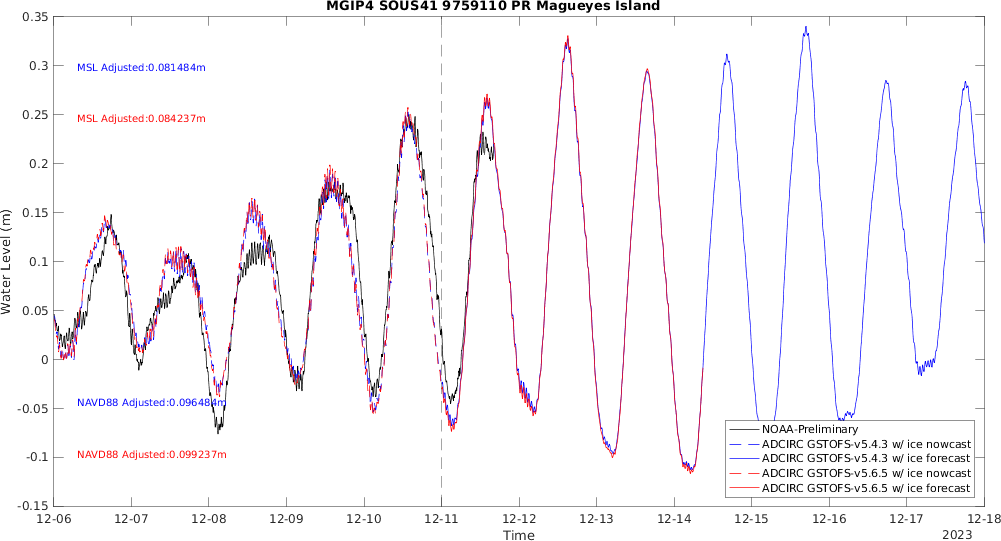 MGIP4 SOUS41 9759110 PR Magueyes Island
0.35
0.3
0.25
0.2
0.15
0.1
0.05
0
-0.05
-0.1
-0.15
Water Level (m)
MSL Adjusted:0.081484m
MSL Adjusted:0.084237m
NAVD88 Adjusted:0.096484m
NAVD88 Adjusted:0.099237m
NOAA-Preliminary
ADCIRC GSTOFS-v5.4.3 w/ ice nowcast
ADCIRC GSTOFS-v5.4.3 w/ ice forecast
ADCIRC GSTOFS-v5.6.5 w/ ice nowcast
ADCIRC GSTOFS-v5.6.5 w/ ice forecast
12-06 12-07 12-08 12-09 12-10 12-11 12-12 12-13 12-14 12-15 12-16 12-17 12-18
Time
2023